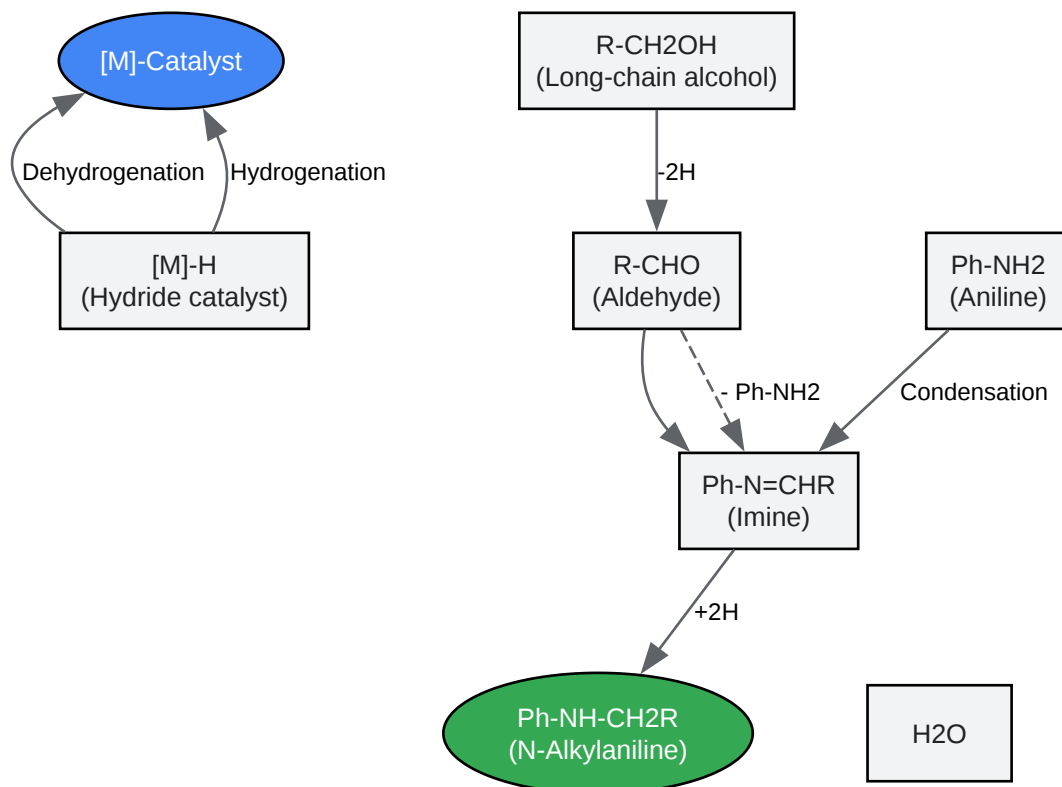 [M]-Catalyst
R-CH2OH
(Long-chain alcohol)
Dehydrogenation
Hydrogenation
-2H
[M]-H
(Hydride catalyst)
R-CHO
(Aldehyde)
Ph-NH2
(Aniline)
- Ph-NH2
Condensation
Ph-N=CHR
(Imine)
+2H
Ph-NH-CH2R
(N-Alkylaniline)
H2O